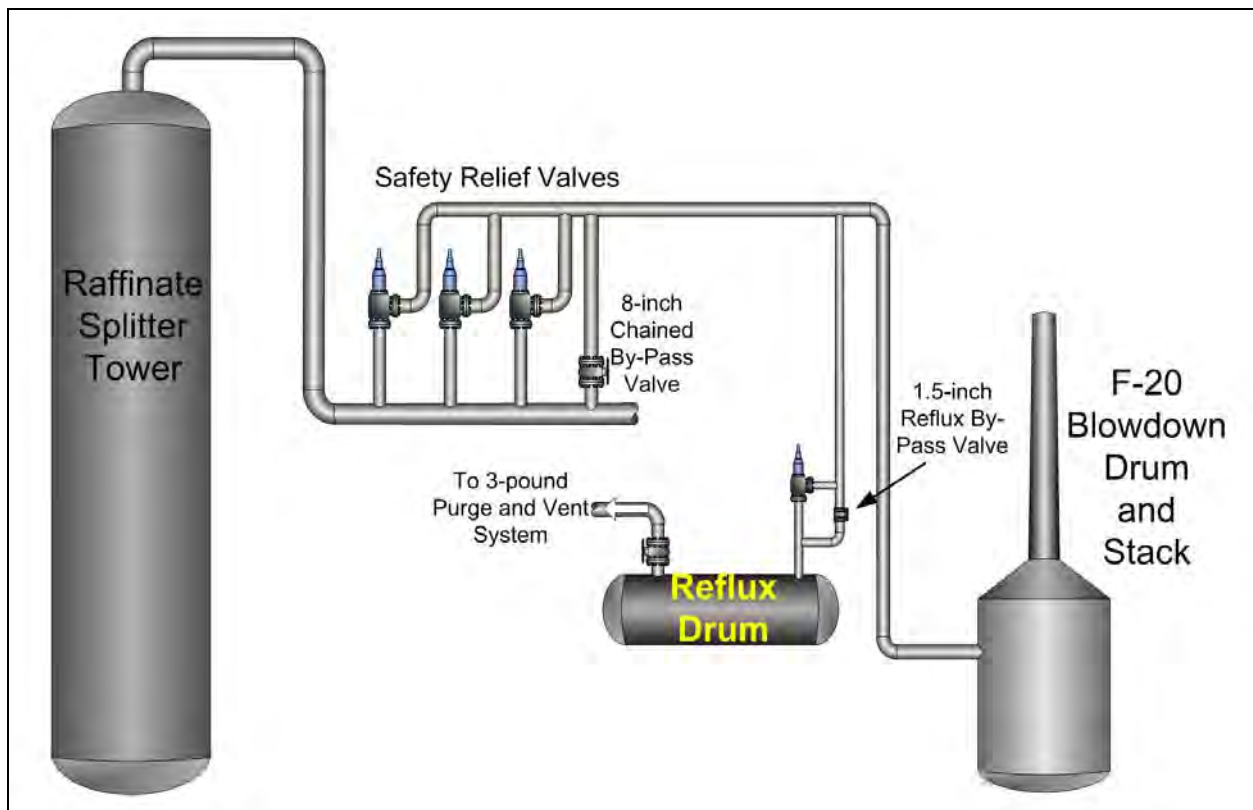 Safety Relief Valves
Raffinate
Splitter
Tower
8-inch
Chained
By-Pass
Valve
1.5-inch
Reflux By-
Pass Valve
F-20
Blowdown
Drum
and
Stack
To 3-pound
Purge and Vent
System
Reflux
Drum